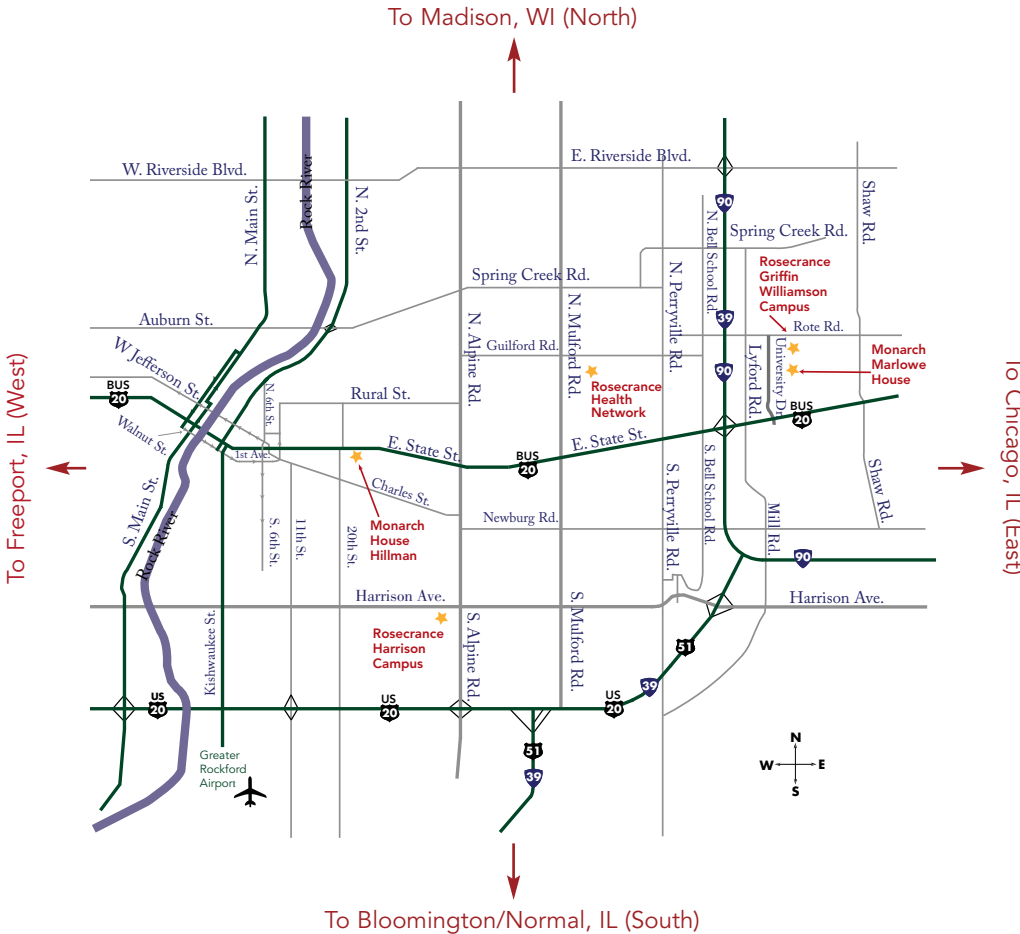 To Madison, WI (North)
E. Riverside Blvd.
W. Riverside Blvd.
Rock River
N. Main St.
N. 2nd St.
90
N. Bell School Rd.
Shaw Rd.
Spring Creek Rd.
Spring Creek Rd.
N. Perryville Rd.
Rosecrance
Griffin
Williamson
Campus
N. Mulford Rd.
N. Alpine Rd.
39
Auburn St.
Rote Rd.
W Jefferson St.
Guilford Rd.
Lyford Rd.
University Dr.
Monarch
Marlowe
House
90
Rosecrance
Health
Network
BUS
20
Rural St.
N. 6th St.
BUS
20
Walnut St.
1st Ave.
E. State St.
E. State St.
BUS
20
To Freeport, IL (West)
To Chicago, IL (East)
S. Main St.
Charles St.
S. Perryville Rd.
S. Bell School Rd.
Shaw Rd.
Monarch
House
Hillman
Newburg Rd.
Mill Rd.
S. 6th St.
11th St.
20th St.
Rock River
90
Harrison Ave.
Harrison Ave.
Kishwaukee St.
Rosecrance
Harrison
Campus
S. Alpine Rd.
S. Mulford Rd.
51
39
US
20
US
20
US
20
51
39
Greater
Rockford
Airport
N
W
E
S
To Bloomington/Normal, IL (South)